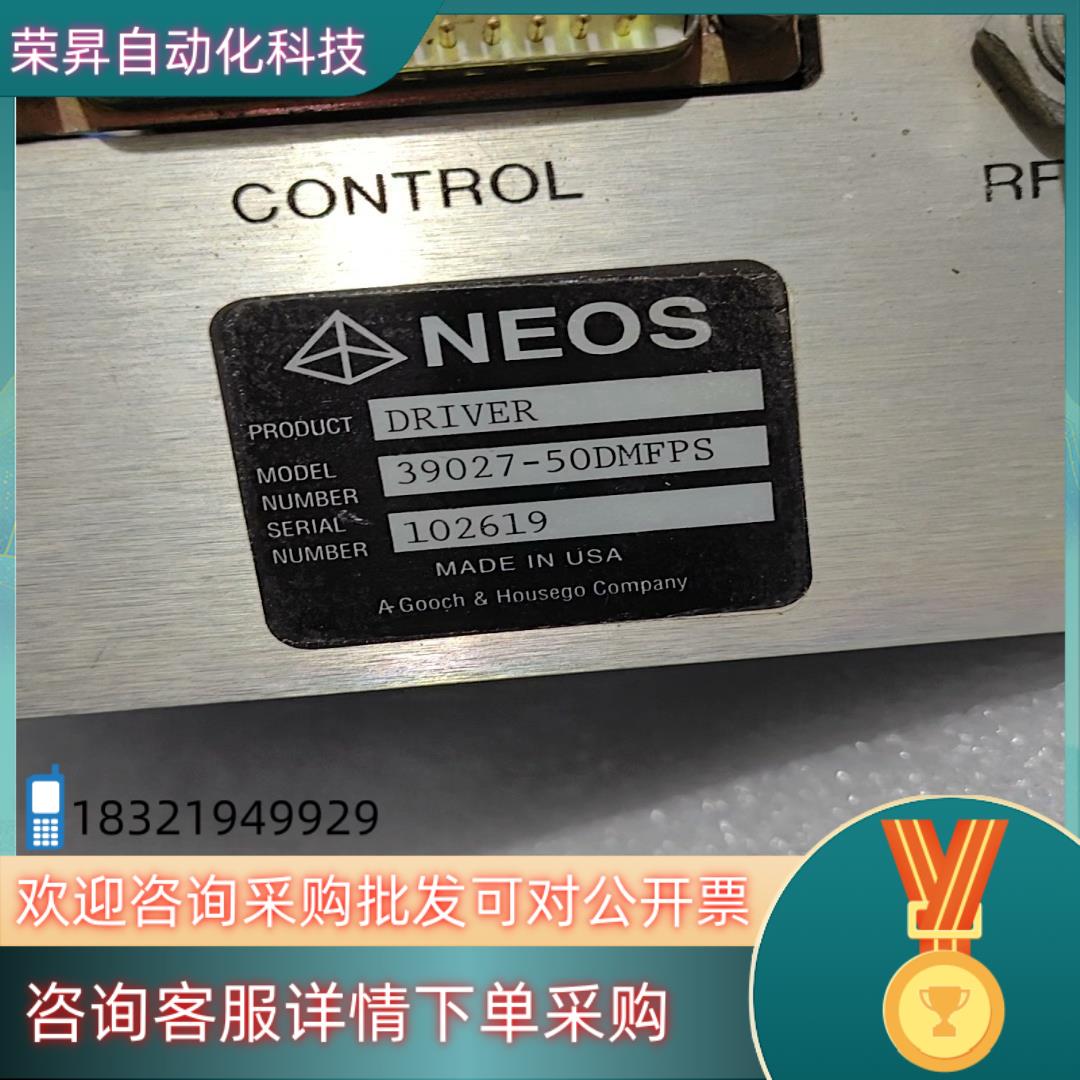 荣昇自动化科技
CONTROL
RF
NEOS
PRODUCT DRIVER
MODEL NUMBER 39027-50DMFPS
SERIAL NUMBER 102619
MADE IN USA
A Gooch & Housego Company
18321949929
欢迎咨询采购批发可对公开票
咨询客服详情下单采购